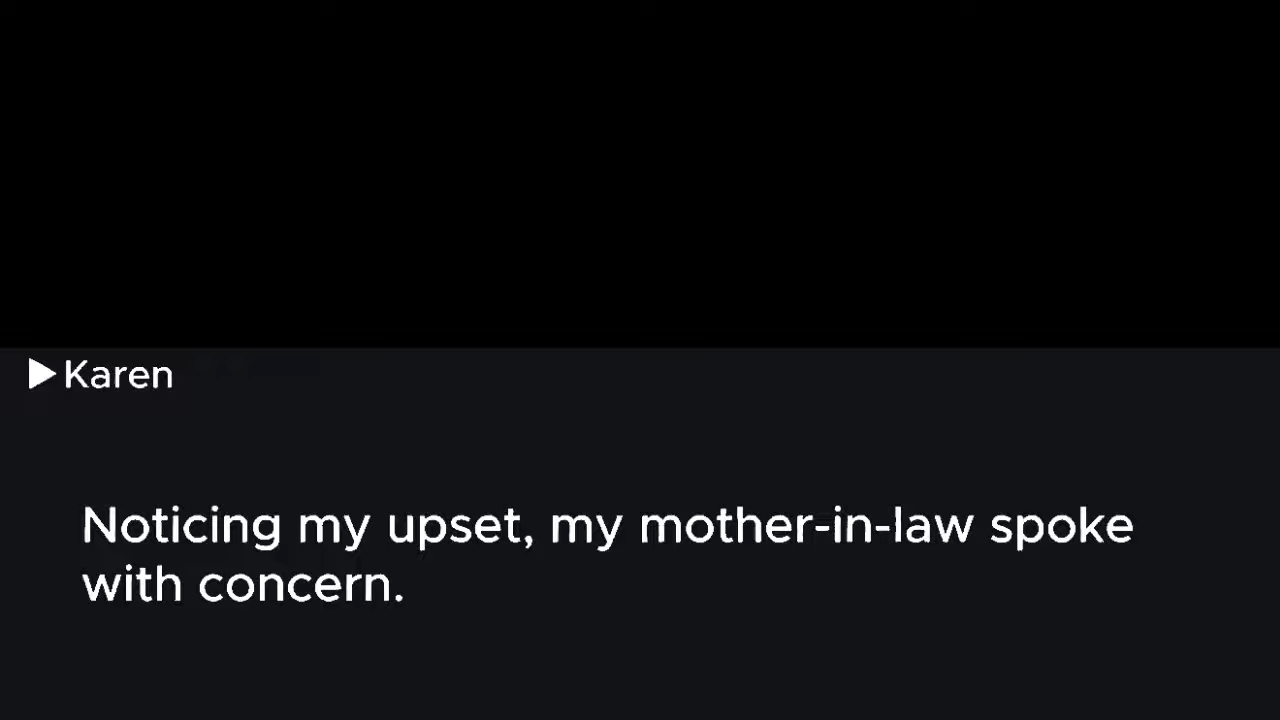 ▶Karen
Noticing my upset, my mother-in-law spoke
with concern.